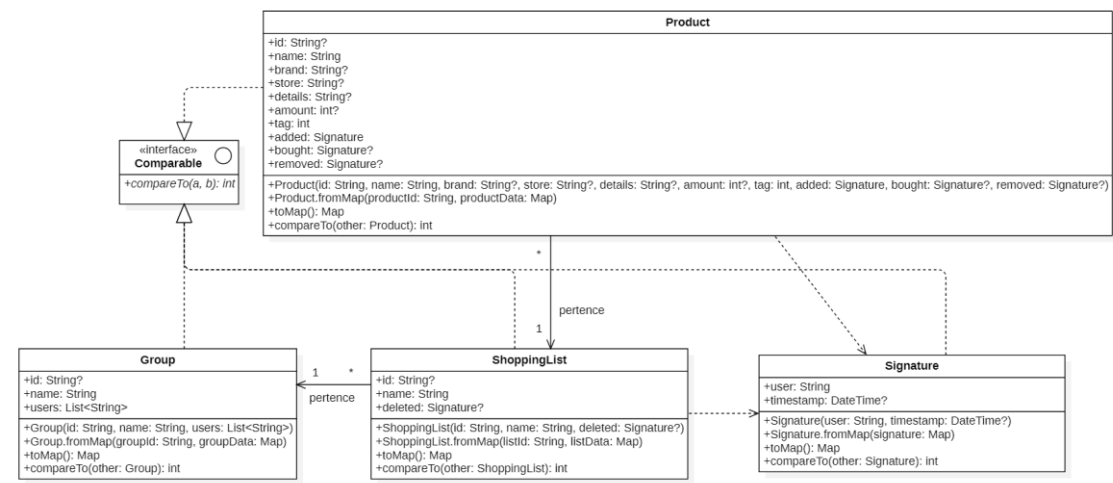 Product
+id: String?
+name: String
+brand: String?
+store: String?
+details: String?
+amount: int?
+tag: int
+added: Signature
+bought: Signature?
+removed: Signature?
+Product(id: String, name: String, brand: String?, store: String?, details: String?, amount: int?, tag: int, added: Signature, bought: Signature?, removed: Signature?)
+Product.fromMap(productId: String, productData: Map)
+toMap(): Map
+compareTo(other: Product): int
«interface»
Comparable
+compareTo(a, b): int
*
pertence
1
Group
+id: String?
+name: String
+users: List<String>
+Group(id: String, name: String, users: List<String>)
+Group.fromMap(groupId: String, groupData: Map)
+toMap(): Map
+compareTo(other: Group): int
1 *
pertence
ShoppingList
+id: String?
+name: String
+deleted: Signature?
+ShoppingList(id: String, name: String, deleted: Signature?)
+ShoppingList.fromMap(listId: String, listData: Map)
+toMap(): Map
+compareTo(other: ShoppingList): int
Signature
+user: String
+timestamp: DateTime?
+Signature(user: String, timestamp: DateTime?)
+Signature.fromMap(signature: Map)
+toMap(): Map
+compareTo(other: Signature): int